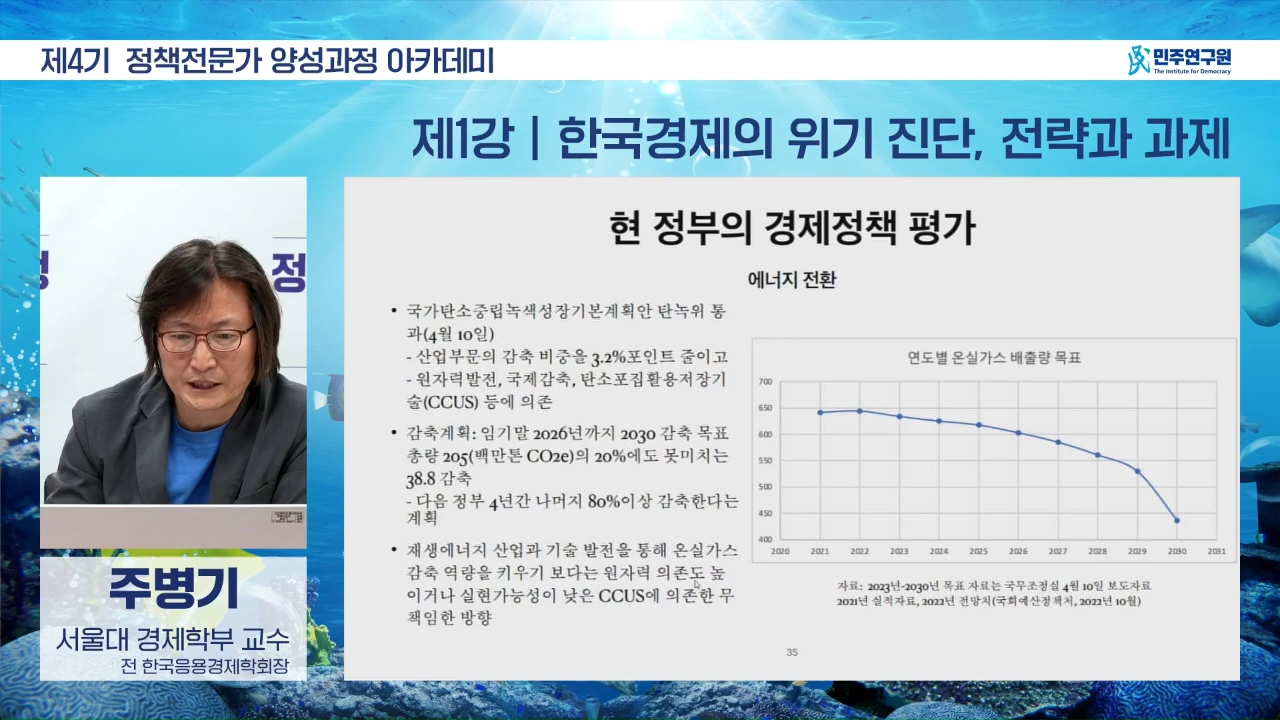 제4기 정책전문가 양성과정 아카데미
민주연구원
The Institute for Democracy
제1강 | 한국경제의 위기 진단, 전략과 과제
정
현 정부의 경제정책 평가
에너지 전환
• 국가탄소중립녹색성장기본계획안 탄녹위 통
과(4월 10일)
- 산업부문의 감축 비중을 3.2%포인트 줄이고
- 원자력발전, 국제감축, 탄소포집활용저장기
술(CCUS) 등에 의존
• 감축계획: 임기말 2026년까지 2030 감축 목표
총량 205(백만톤 CO2e)의 20%에도 못미치는
38.8 감축
- 다음 정부 4년간 나머지 80%이상 감축한다는
계획
• 재생에너지 산업과 기술 발전을 통해 온실가스
감축 역량을 키우기 보다는 원자력 의존도 높
이거나 실현가능성이 낮은 CCUS에 의존한 무
책임한 방향
연도별 온실가스 배출량 목표
700
650
600
550
500
450
400
2020 2021 2022 2023 2024 2025 2026 2027 2028 2029 2030 2031
자료: 2023년-2030년 목표 자료는 국무조정실 4월 10일 보도자료
2021년 실적자료, 2022년 전망치(국회예산정책처, 2022년 10월)
35
주병기
서울대 경제학부 교수
전 한국응용경제학회장